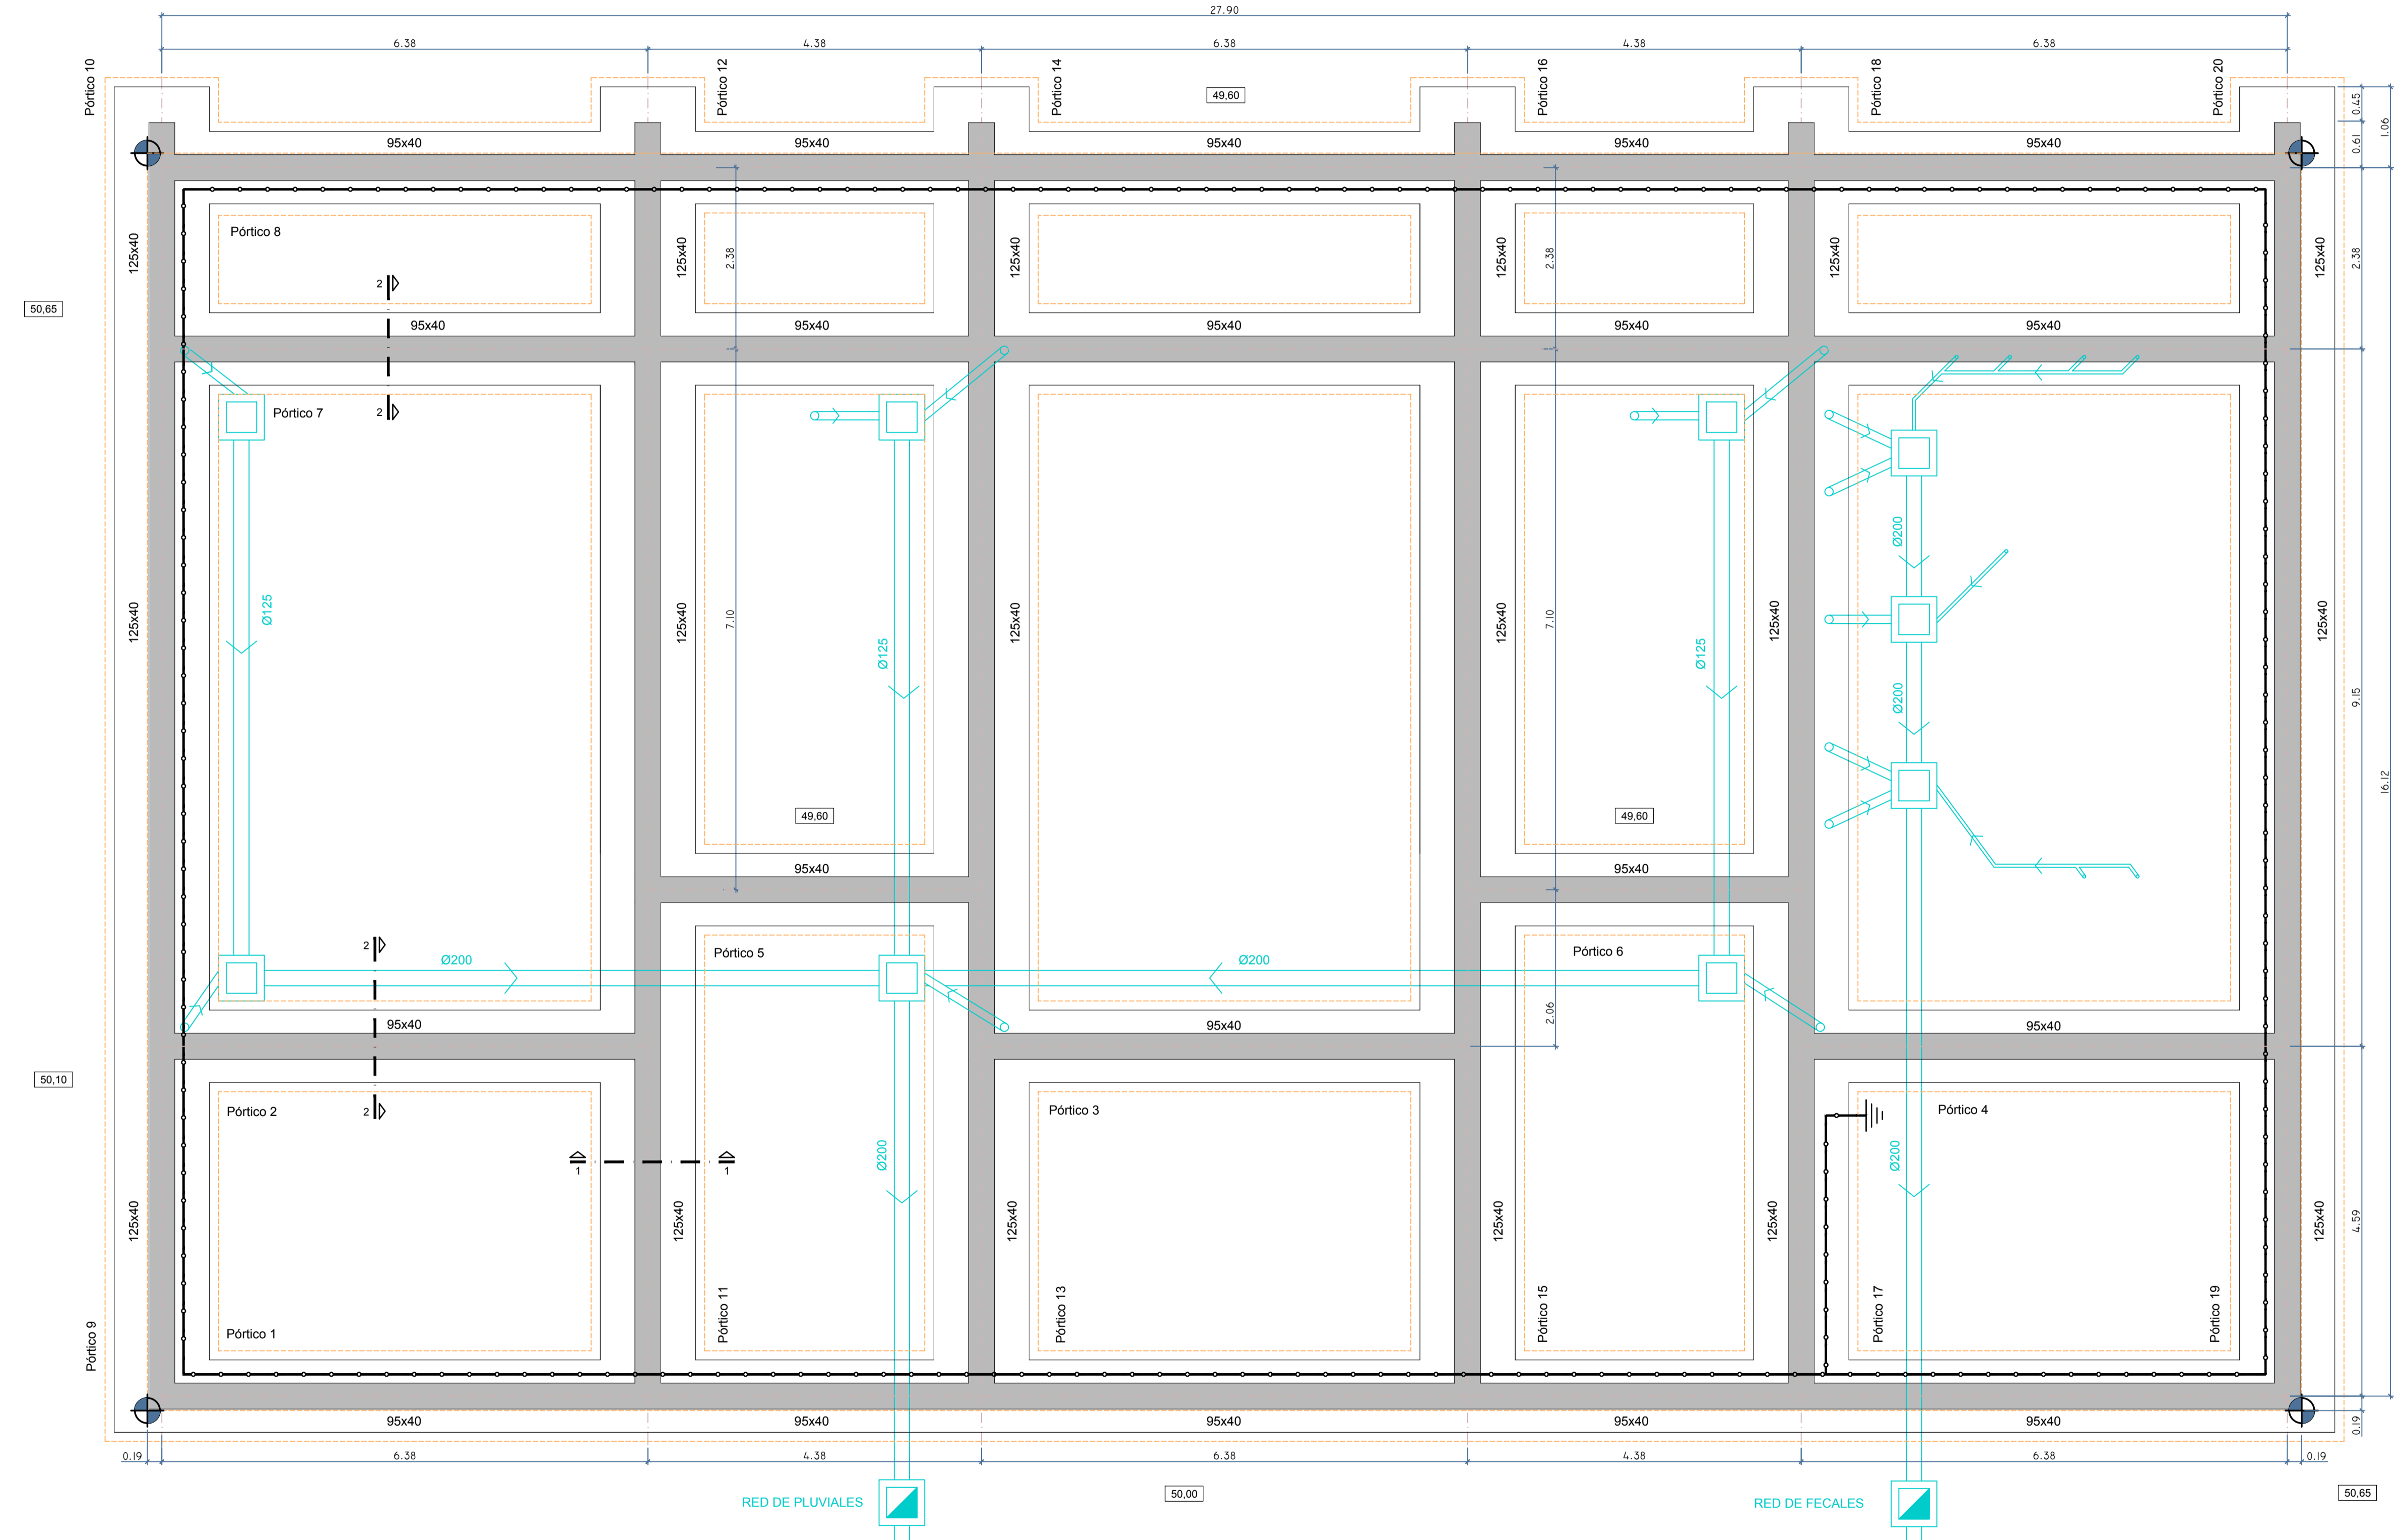 27.90
6.38
4.38
6.38
4.38
6.38
Pórtico 10
Pórtico 12
Pórtico 14
Pórtico 16
Pórtico 18
Pórtico 20
49,60
0.45
0.61
1.06
95x40
95x40
95x40
95x40
95x40
Pórtico 8
125x40
125x40
2.38
125x40
125x40
2.38
125x40
125x40
2.38
2
50,65
95x40
95x40
95x40
95x40
95x40
Pórtico 7
2
Ø200
Ø125
125x40
125x40
7.10
Ø125
125x40
125x40
7.10
Ø125
125x40
Ø200
125x40
9.15
16.12
49,60
49,60
95x40
95x40
2
Ø200
Pórtico 5
Ø200
Pórtico 6
2.06
95x40
95x40
95x40
50,10
Pórtico 2
2
Pórtico 3
Pórtico 4
Ø200
Ø200
1
1
125x40
125x40
125x40
125x40
125x40
125x40
4.59
Pórtico 9
Pórtico 1
Pórtico 11
Pórtico 13
Pórtico 15
Pórtico 17
Pórtico 19
95x40
95x40
95x40
95x40
95x40
0.19
0.19
6.38
4.38
6.38
4.38
6.38
0.19
RED DE PLUVIALES
50,00
RED DE FECALES
50,65